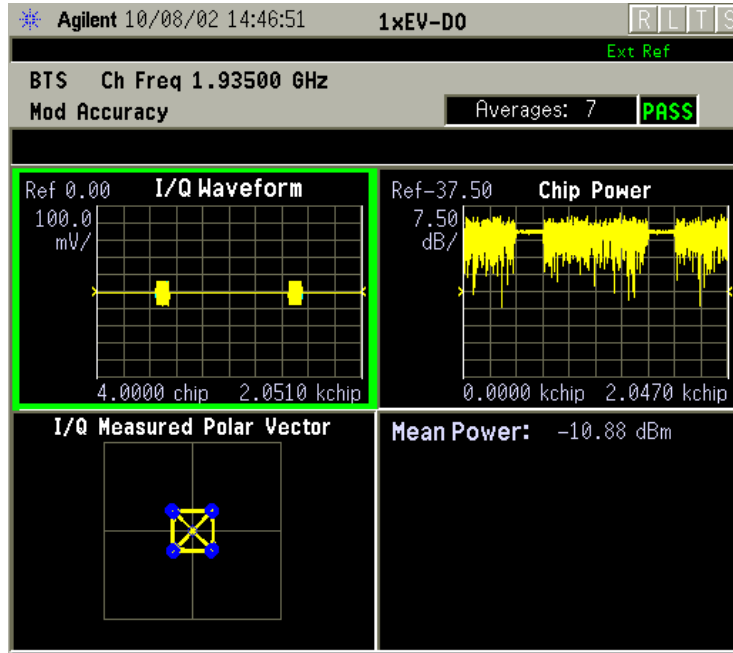 Agilent 10/08/02 14:46:51 1xEV-DO R L T S
Ext Ref
BTS Ch Freq 1.93500 GHz
Mod Accuracy Averages: 7 PASS
Ref 0.00 I/Q Waveform
100.0
mV/
4.0000 chip 2.0510 kchip
Ref-37.50 Chip Power
7.50
dB/
0.0000 kchip 2.0470 kchip
I/Q Measured Polar Vector
Mean Power: -10.88 dBm